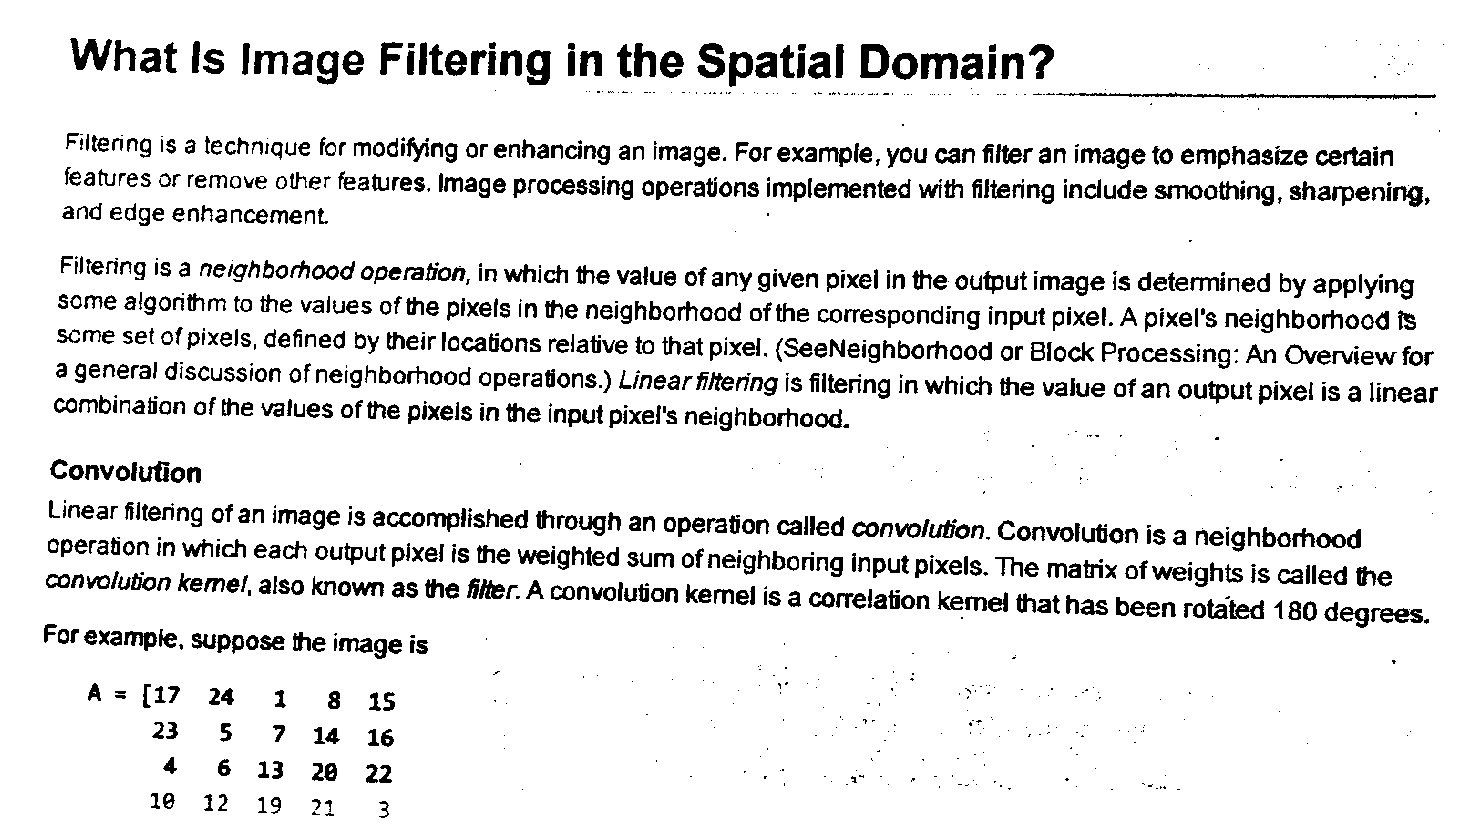 What Is Image Filtering in the Spatial Domain?
Filtering is a technique for modifying or enhancing an image. For example, you can filter an image to emphasize certain
features or remove other features. Image processing operations implemented with filtering include smoothing, sharpening,
and edge enhancement.
Filtering is a neighborhood operation, in which the value of any given pixel in the output image is determined by applying
some algorithm to the values of the pixels in the neighborhood of the corresponding input pixel. A pixel's neighborhood is
some set of pixels, defined by their locations relative to that pixel. (SeeNeighborhood or Block Processing: An Overview for
a general discussion of neighborhood operations.) Linear filtering is filtering in which the value of an output pixel is a linear
combination of the values of the pixels in the input pixel's neighborhood.
Convolution
Linear filtering of an image is accomplished through an operation called convolution. Convolution is a neighborhood
operation in which each output pixel is the weighted sum of neighboring input pixels. The matrix of weights is called the
convolution kernel, also known as the filter. A convolution kernel is a correlation kernel that has been rotated 180 degrees.
For example, suppose the image is
A = [17 24 1 8 15
23 5 7 14 16
4 6 13 20 22
10 12 19 21 3